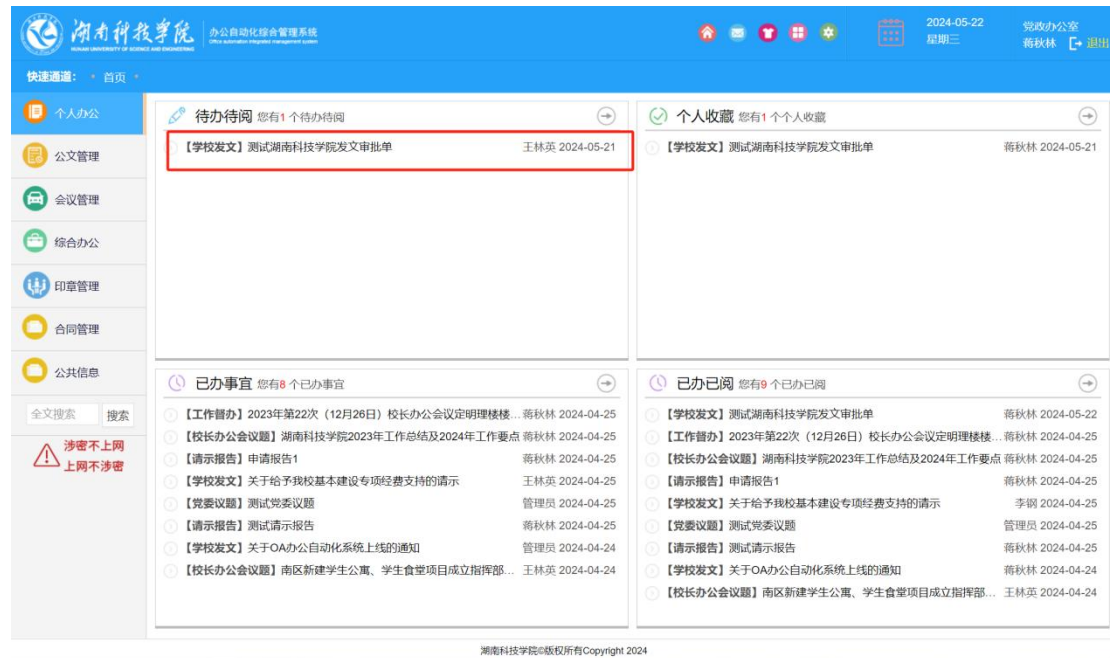 湖南科技学院
HUNAN UNIVERSITY OF SCIENCE AND ENGINEERING
办公自动化综合管理系统
Office automation integrated management system
2024-05-22
星期三
党政办公室
蒋秋林 退出
快速通道: 首页
个人办公
公文管理
会议管理
综合办公
印章管理
合同管理
公共信息
全文搜索 搜索
涉密不上网
上网不涉密
待办待阅 您有1 个待办待阅
【学校发文】测试湖南科技学院发文审批单 王林英 2024-05-21
个人收藏 您有1 个个人收藏
【学校发文】测试湖南科技学院发文审批单 蒋秋林 2024-05-21
已办事宜 您有8 个已办事宜
【工作督办】2023年第22次（12月26日）校长办公会议定明理楼楼... 蒋秋林 2024-04-25
【校长办公会议题】湖南科技学院2023年工作总结及2024年工作要点 蒋秋林 2024-04-25
【请示报告】申请报告1 蒋秋林 2024-04-25
【学校发文】关于给予我校基本建设专项经费支持的请示 王林英 2024-04-25
【党委议题】测试党委议题 管理员 2024-04-25
【请示报告】测试请示报告 蒋秋林 2024-04-25
【学校发文】关于OA办公自动化系统上线的通知 管理员 2024-04-24
【校长办公会议题】南区新建学生公寓、学生食堂项目成立指挥部... 王林英 2024-04-24
已办已阅 您有9 个已办已阅
【学校发文】测试湖南科技学院发文审批单 蒋秋林 2024-05-22
【工作督办】2023年第22次（12月26日）校长办公会议定明理楼楼... 蒋秋林 2024-04-25
【校长办公会议题】湖南科技学院2023年工作总结及2024年工作要点 蒋秋林 2024-04-25
【请示报告】申请报告1 蒋秋林 2024-04-25
【学校发文】关于给予我校基本建设专项经费支持的请示 李钢 2024-04-25
【党委议题】测试党委议题 管理员 2024-04-25
【请示报告】测试请示报告 蒋秋林 2024-04-25
【学校发文】关于OA办公自动化系统上线的通知 蒋秋林 2024-04-24
【校长办公会议题】南区新建学生公寓、学生食堂项目成立指挥部... 王林英 2024-04-24
湖南科技学院©版权所有Copyright 2024